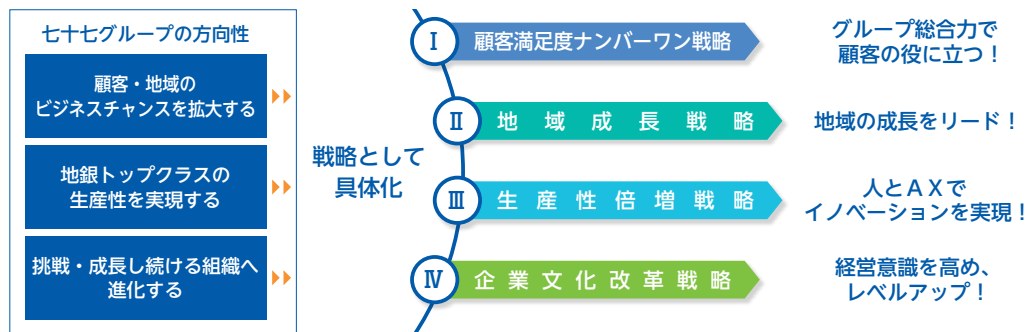 七十七グループの方向性
顧客・地域の
ビジネスチャンスを拡大する
地銀トップクラスの
生産性を実現する
挑戦・成長し続ける組織へ
進化する
戦略として
具体化
Ⅰ 顧客満足度ナンバーワン戦略
グループ総合力で
顧客の役に立つ！
Ⅱ 地域成長戦略
地域の成長をリード！
Ⅲ 生産性倍増戦略
人とＡＸで
イノベーションを実現！
Ⅳ 企業文化改革戦略
経営意識を高め、
レベルアップ！